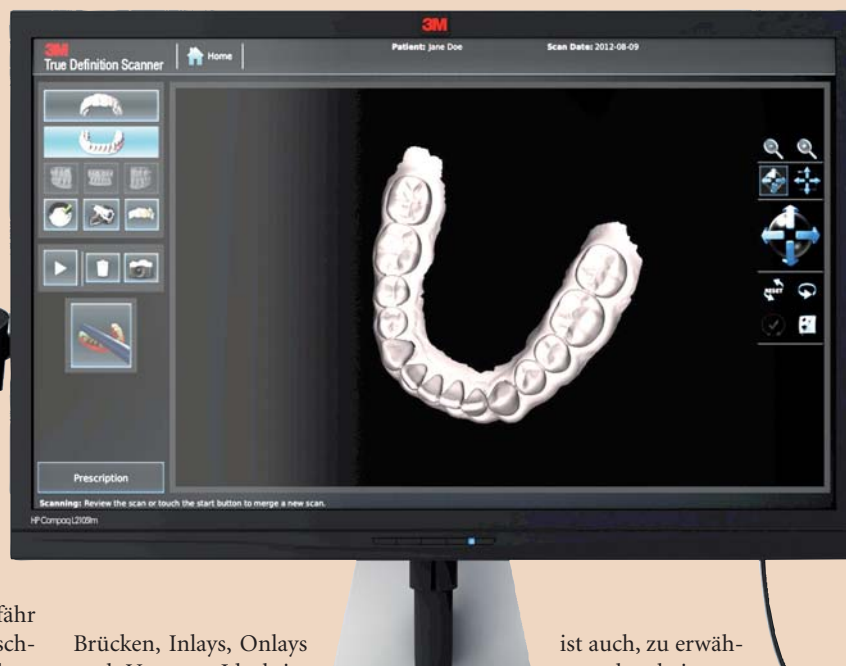 3M
3M
True Definition Scanner
Home
Patient: Jane Doe
Scan Date: 2012-08-09
RESET
Prescription
Scanning: Review the scan or touch the start button to merge a new scan.
HP Compaq L2105tm
fähr
sch-
Brücken, Inlays, Onlays
ist auch, zu erwäh-